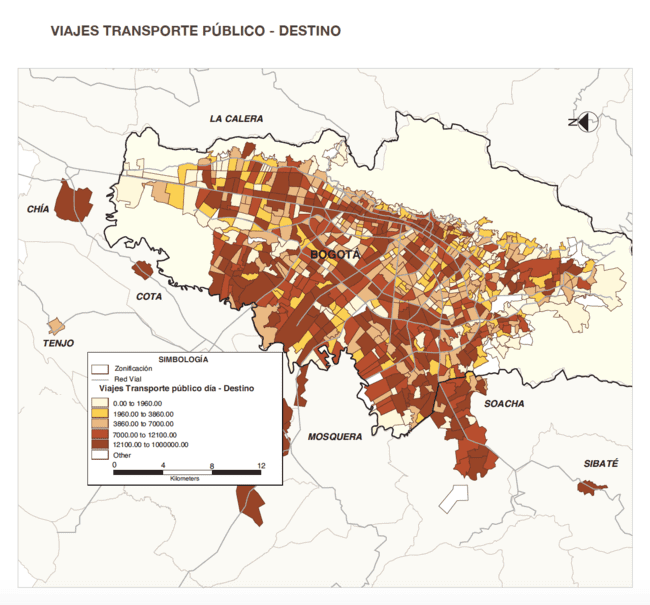 VIAJES TRANSPORTE PÚBLICO - DESTINO
LA CALERA
N
CHÍA
BOGOTÁ
COTA
TENJO
SIMBOLOGÍA
Zonificación
Red Vial
Viajes Transporte público día - Destino
0.00 to 1960.00
1960.00 to 3860.00
3860.00 to 7000.00
7000.00 to 12100.00
12100.00 to 1000000.00
Other
0 4 8 12
Kilometers
SOACHA
MOSQUERA
SIBATÉ